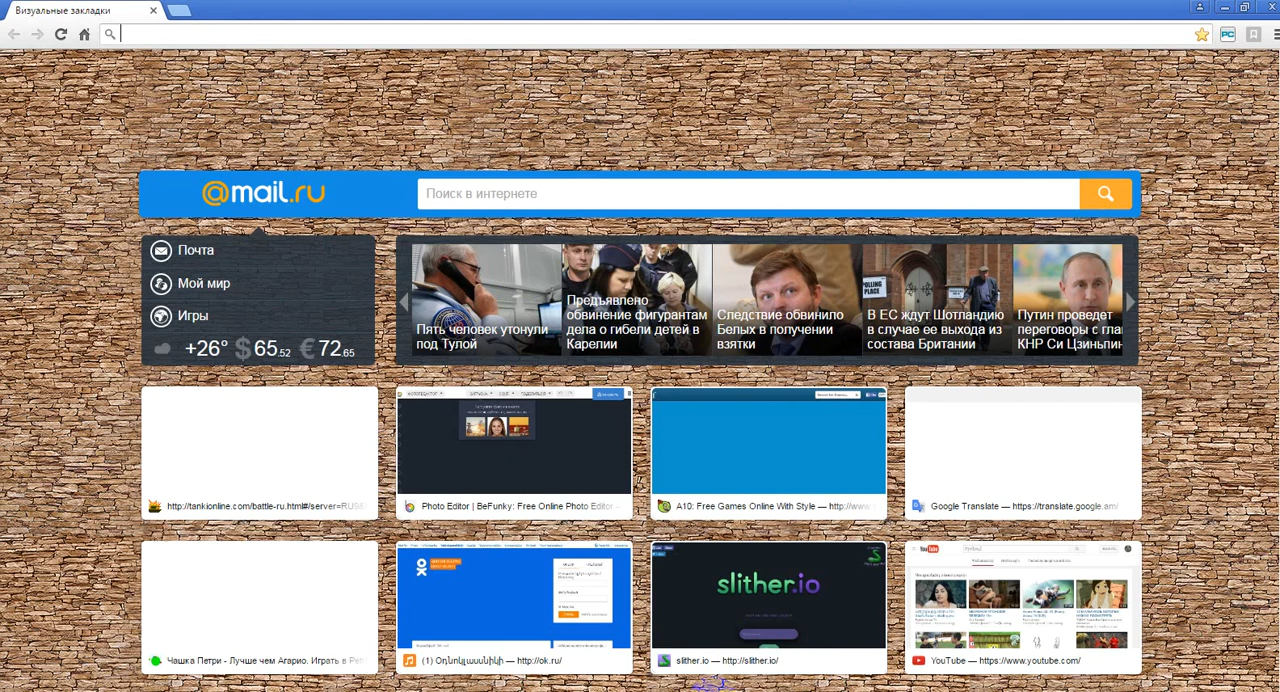 Визуальные закладки
@mail.ru
Поиск в интернете
Почта
Мой мир
Игры
+26° $65.52 €72.65
Пять человек утонули
под Тулой
Предъявлено
обвинение фигурантам
дела о гибели детей в
Карелии
POLLING
PLACE
Следствие обвинило
Белых в получении
взятки
В ЕС ждут Шотландию
в случае ее выхода из
состава Британии
Путин проведет
переговоры с гла
КНР Си Цзиньпин
http://tankionline.com/battle-ru.html#/server=RU98
Photo Editor | BeFunky: Free Online Photo Editor —
A10: Free Games Online With Style — http://www.
Google Translate — https://translate.google.am/
slither.io
YouTube
Чашка Петри - Лучше чем Агарио. Играть в Pet
(1) Օդնոկլասնիկի — http://ok.ru/
slither.io — http://slither.io/
YouTube — https://www.youtube.com/